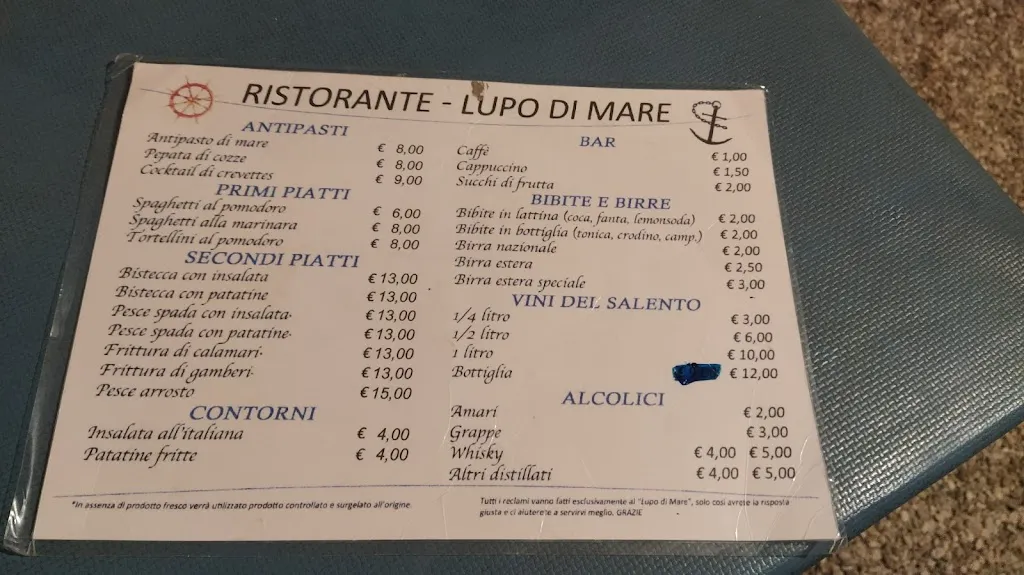 RISTORANTE - LUPO DI MARE
ANTIPASTI
Antipasto di mare € 8,00
Pepata di cozze € 8,00
Cocktail di crevettes € 9,00
PRIMI PIATTI
Spaghetti al pomodoro € 6,00
Spaghetti alla marinara € 8,00
Tortellini al pomodoro € 8,00
SECONDI PIATTI
Bistecca con insalata € 13,00
Bistecca con patatine € 13,00
Pesce spada con insalata € 13,00
Pesce spada con patatine € 13,00
Frittura di calamari € 13,00
Frittura di gamberi € 13,00
Pesce arrosto € 15,00
CONTORNI
Insalata all'italiana € 4,00
Patatine fritte € 4,00
*In assenza di prodotto fresco verrà utilizzato prodotto controllato e surgelato all'origine.
BAR
Caffè € 1,00
Cappuccino € 1,50
Succhi di frutta € 2,00
BIBITE E BIRRE
Bibite in lattina (coca, fanta, lemonsoda) € 2,00
Bibite in bottiglia (tonica, crodino, camp.) € 2,00
Birra nazionale € 2,00
Birra estera € 2,50
Birra estera speciale € 3,00
VINI DEL SALENTO
1/4 litro € 3,00
1/2 litro € 6,00
1 litro € 10,00
Bottiglia € 12,00
ALCOLICI
Amari € 2,00
Grappe € 3,00
Whisky € 4,00 € 5,00
Altri distillati € 4,00 € 5,00
Tutti i reclami vanno fatti esclusivamente al "Lupo di Mare", solo così avrete la risposta
giusta e ci aiuterete a servirvi meglio. GRAZIE